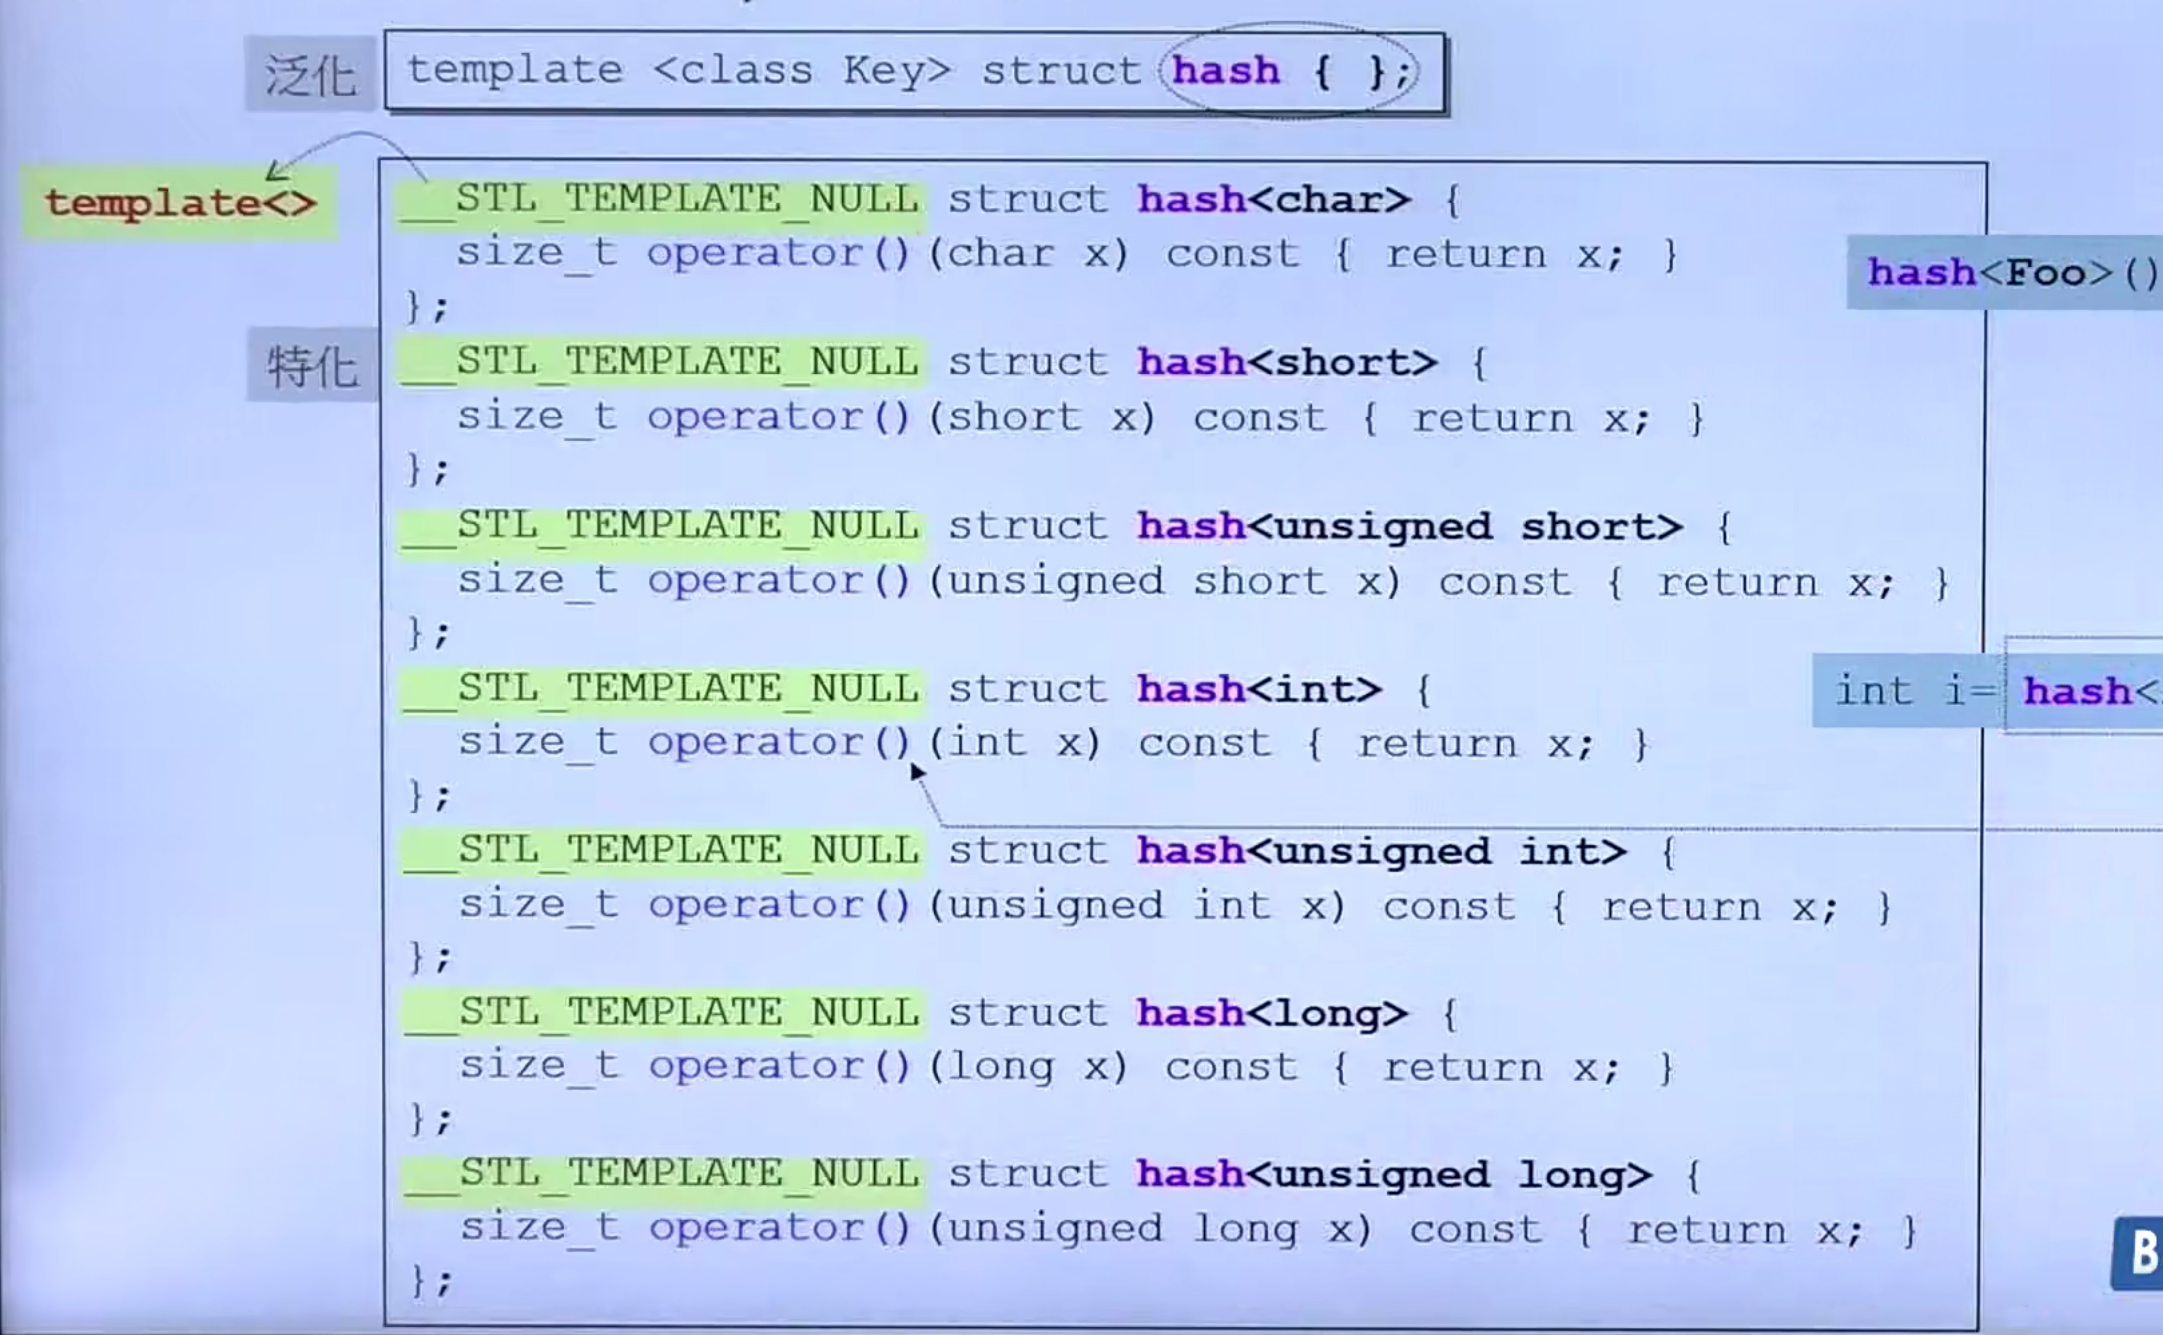 泛化
template <class Key> struct hash { };
template<>
__STL_TEMPLATE_NULL struct hash<char> {
size_t operator()(char x) const { return x; }
};
hash<Foo>()
特化
__STL_TEMPLATE_NULL struct hash<short> {
size_t operator()(short x) const { return x; }
};
__STL_TEMPLATE_NULL struct hash<unsigned short> {
size_t operator()(unsigned short x) const { return x; }
};
__STL_TEMPLATE_NULL struct hash<int> {
int i= hash<
size_t operator()(int x) const { return x; }
};
__STL_TEMPLATE_NULL struct hash<unsigned int> {
size_t operator()(unsigned int x) const { return x; }
};
__STL_TEMPLATE_NULL struct hash<long> {
size_t operator()(long x) const { return x; }
};
__STL_TEMPLATE_NULL struct hash<unsigned long> {
size_t operator()(unsigned long x) const { return x; }
};
B